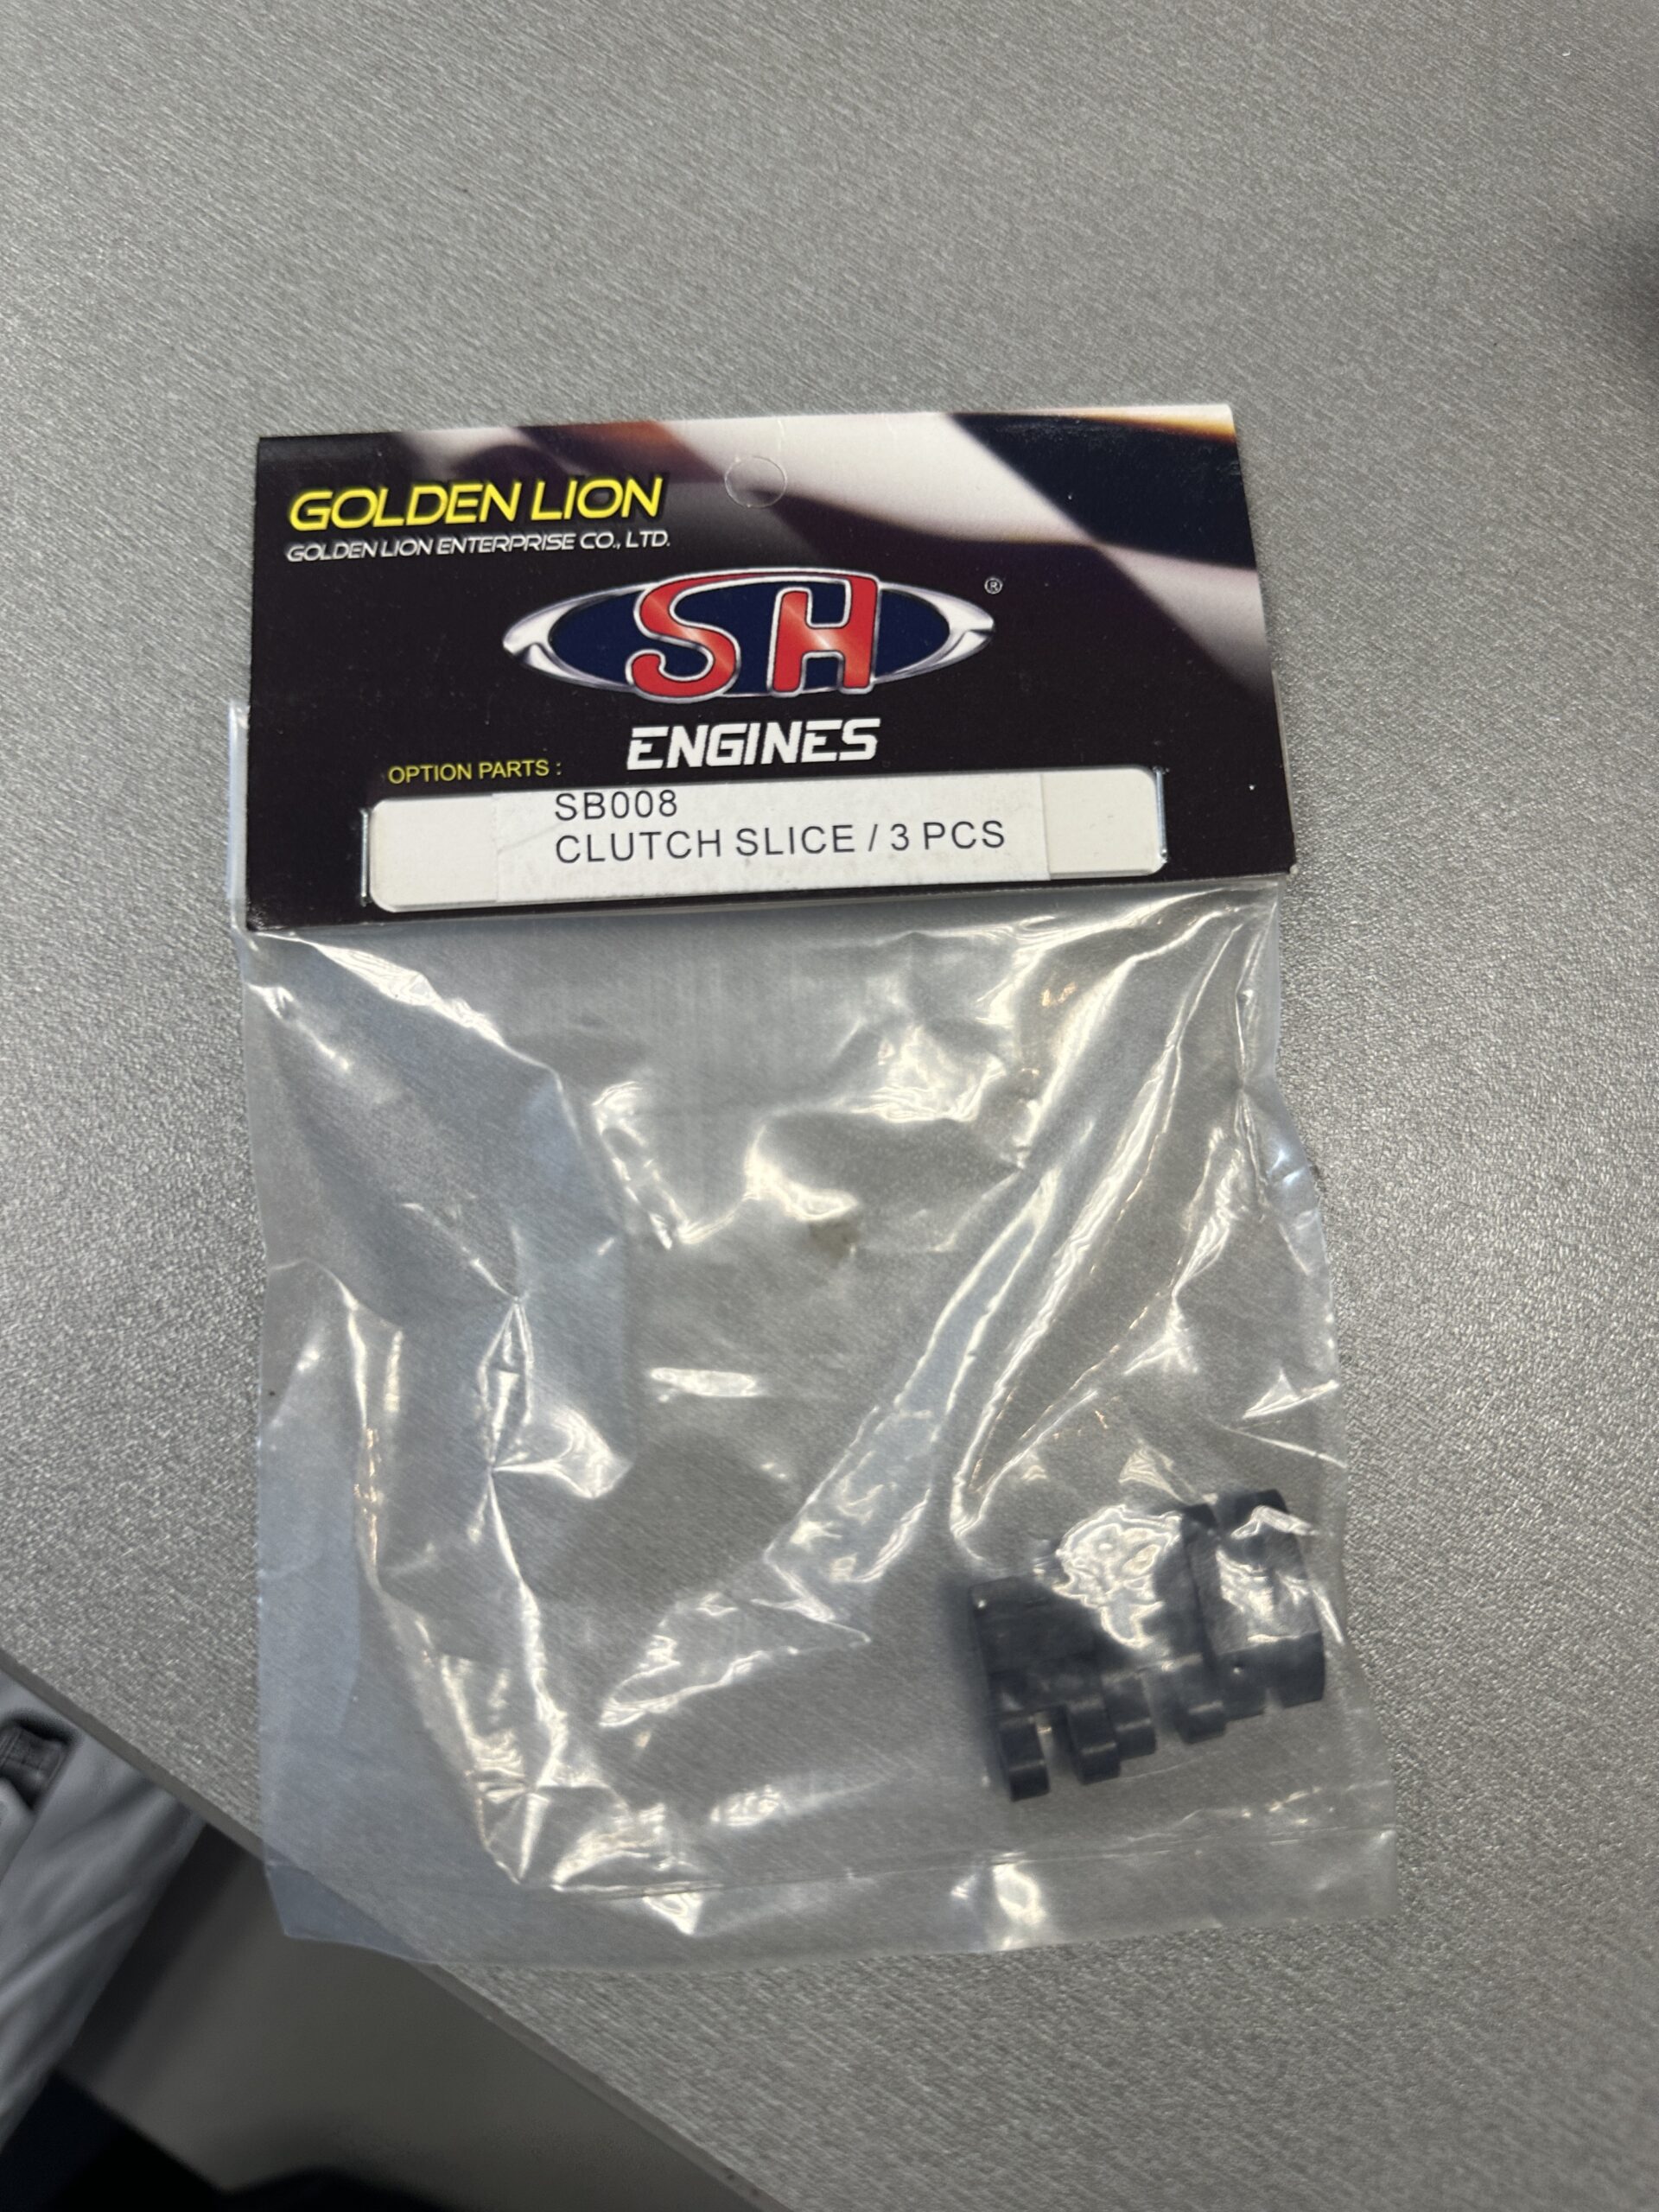 GOLDEN LION
GOLDEN LION ENTERPRISE CO., LTD.
SH ®
ENGINES
OPTION PARTS :
SB008
CLUTCH SLICE / 3 PCS